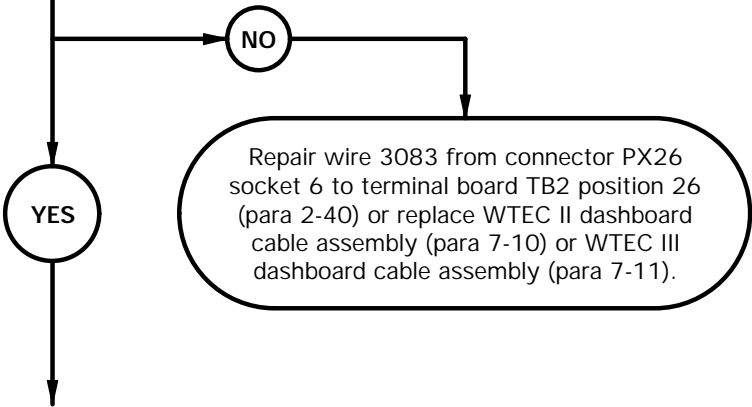 NO
Repair wire 3083 from connector PX26
socket 6 to terminal board TB2 position 26
(para 2-40) or replace WTEC II dashboard
cable assembly (para 7-10) or WTEC III
dashboard cable assembly (para 7-11).
YES